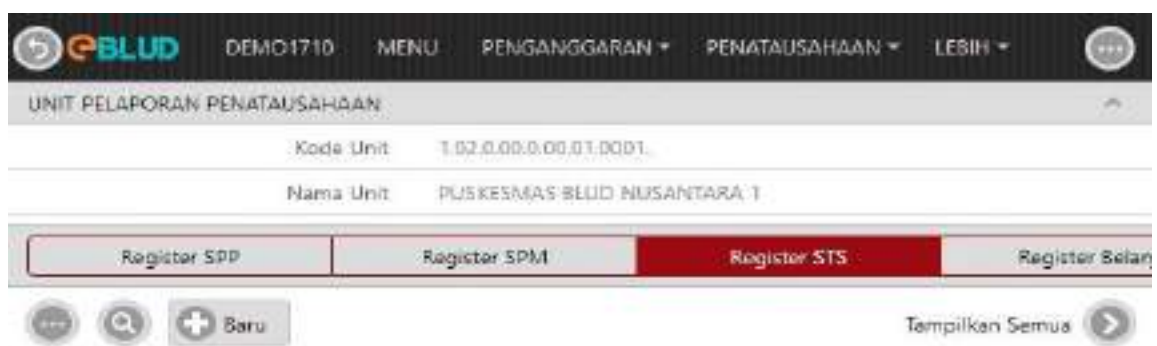 eBLUD DEMO1710 MENU PENGANGGARAN PENATAUSAHAAN LEBIH
UNIT PELAPORAN PENATAUSAHAAN
Kode Unit 1.02.0.00.0.00.01.0001.
Nama Unit PUSKESMAS BLUD NUSANTARA 1
Register SPP Register SPM Register STS Register Belan
Baru Tampilkan Semua